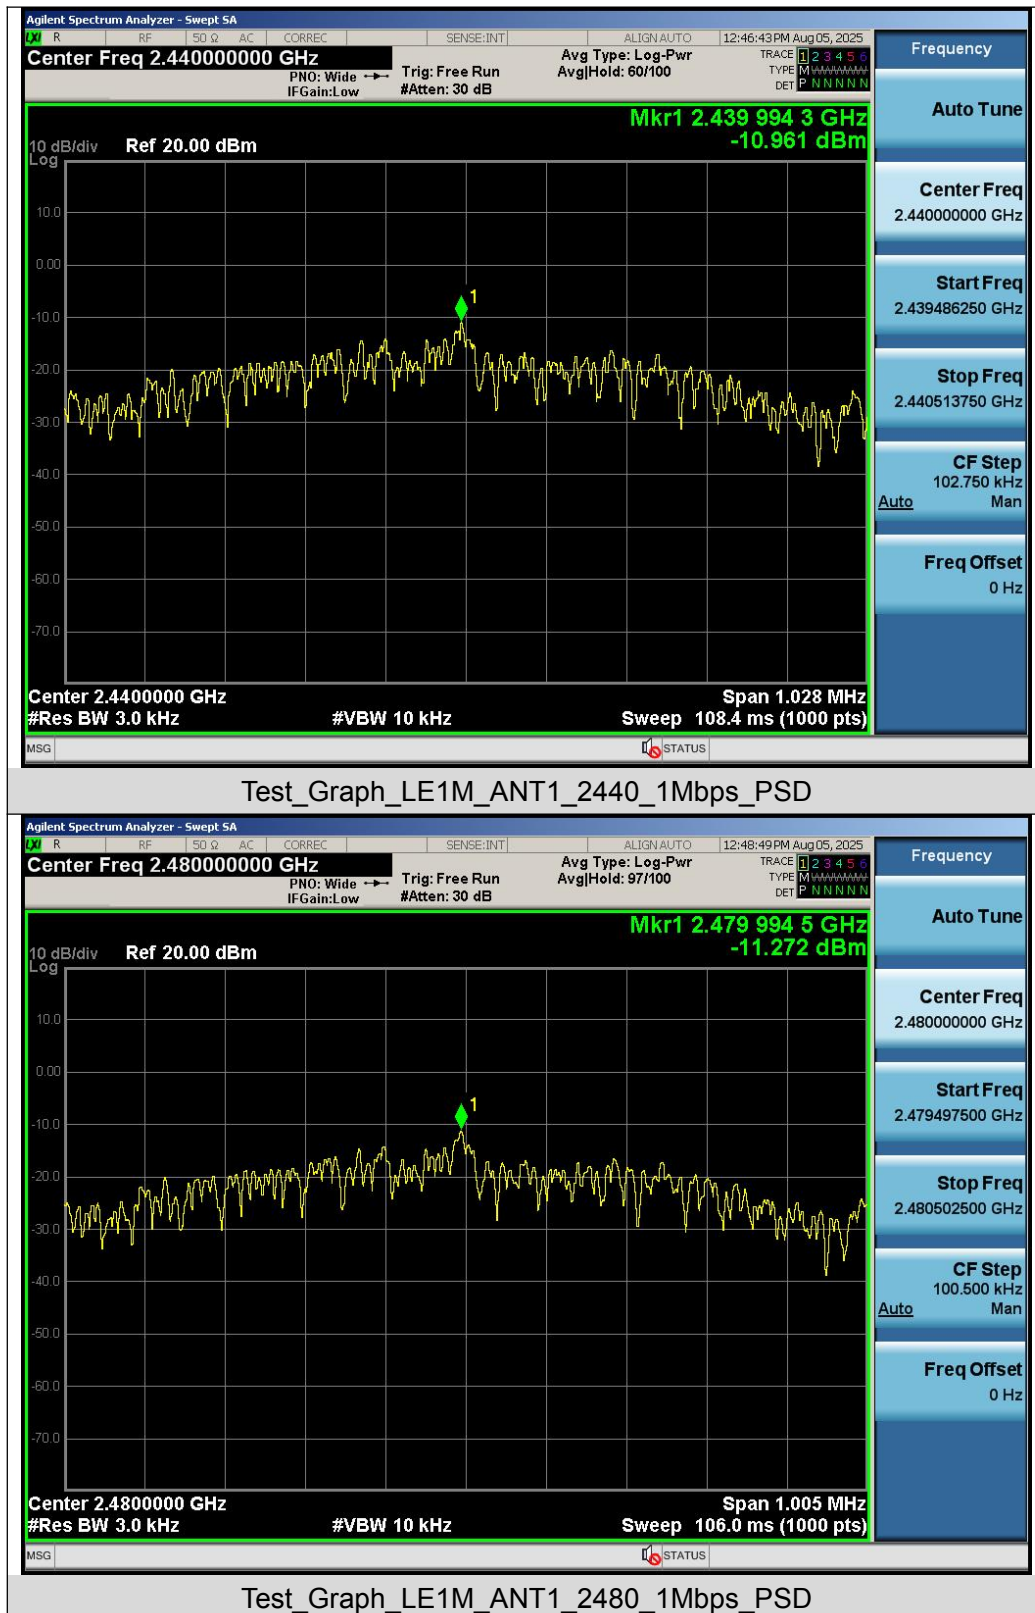 Agilent Spectrum Analyzer - Swept SA
LXI R RF 50 Ω AC CORREC SENSE:INT ALIGN AUTO 12:46:43 PM Aug 05, 2025
Center Freq 2.440000000 GHz
PNO: Wide
IFGain:Low
Trig: Free Run
#Atten: 30 dB
Avg Type: Log-Pwr
Avg|Hold: 60/100
TRACE 1 2 3 4 5 6
TYPE M WWWWW
DET P N N N N N
Frequency
Auto Tune
Center Freq
2.440000000 GHz
Start Freq
2.439486250 GHz
Stop Freq
2.440513750 GHz
CF Step
102.750 kHz
Auto Man
Freq Offset
0 Hz
Mkr1 2.439 994 3 GHz
-10.961 dBm
10 dB/div Ref 20.00 dBm
Log
10.0
0.00
-10.0
-20.0
-30.0
-40.0
-50.0
-60.0
-70.0
1
Center 2.4400000 GHz Span 1.028 MHz
#Res BW 3.0 kHz #VBW 10 kHz Sweep 108.4 ms (1000 pts)
MSG STATUS
Test_Graph_LE1M_ANT1_2440_1Mbps_PSD
Agilent Spectrum Analyzer - Swept SA
LXI R RF 50 Ω AC CORREC SENSE:INT ALIGN AUTO 12:48:49 PM Aug 05, 2025
Center Freq 2.480000000 GHz
PNO: Wide
IFGain:Low
Trig: Free Run
#Atten: 30 dB
Avg Type: Log-Pwr
Avg|Hold: 97/100
TRACE 1 2 3 4 5 6
TYPE M WWWWW
DET P N N N N N
Frequency
Auto Tune
Center Freq
2.480000000 GHz
Start Freq
2.479497500 GHz
Stop Freq
2.480502500 GHz
CF Step
100.500 kHz
Auto Man
Freq Offset
0 Hz
Mkr1 2.479 994 5 GHz
-11.272 dBm
10 dB/div Ref 20.00 dBm
Log
10.0
0.00
-10.0
-20.0
-30.0
-40.0
-50.0
-60.0
-70.0
1
Center 2.4800000 GHz Span 1.005 MHz
#Res BW 3.0 kHz #VBW 10 kHz Sweep 106.0 ms (1000 pts)
MSG STATUS
Test_Graph_LE1M_ANT1_2480_1Mbps_PSD